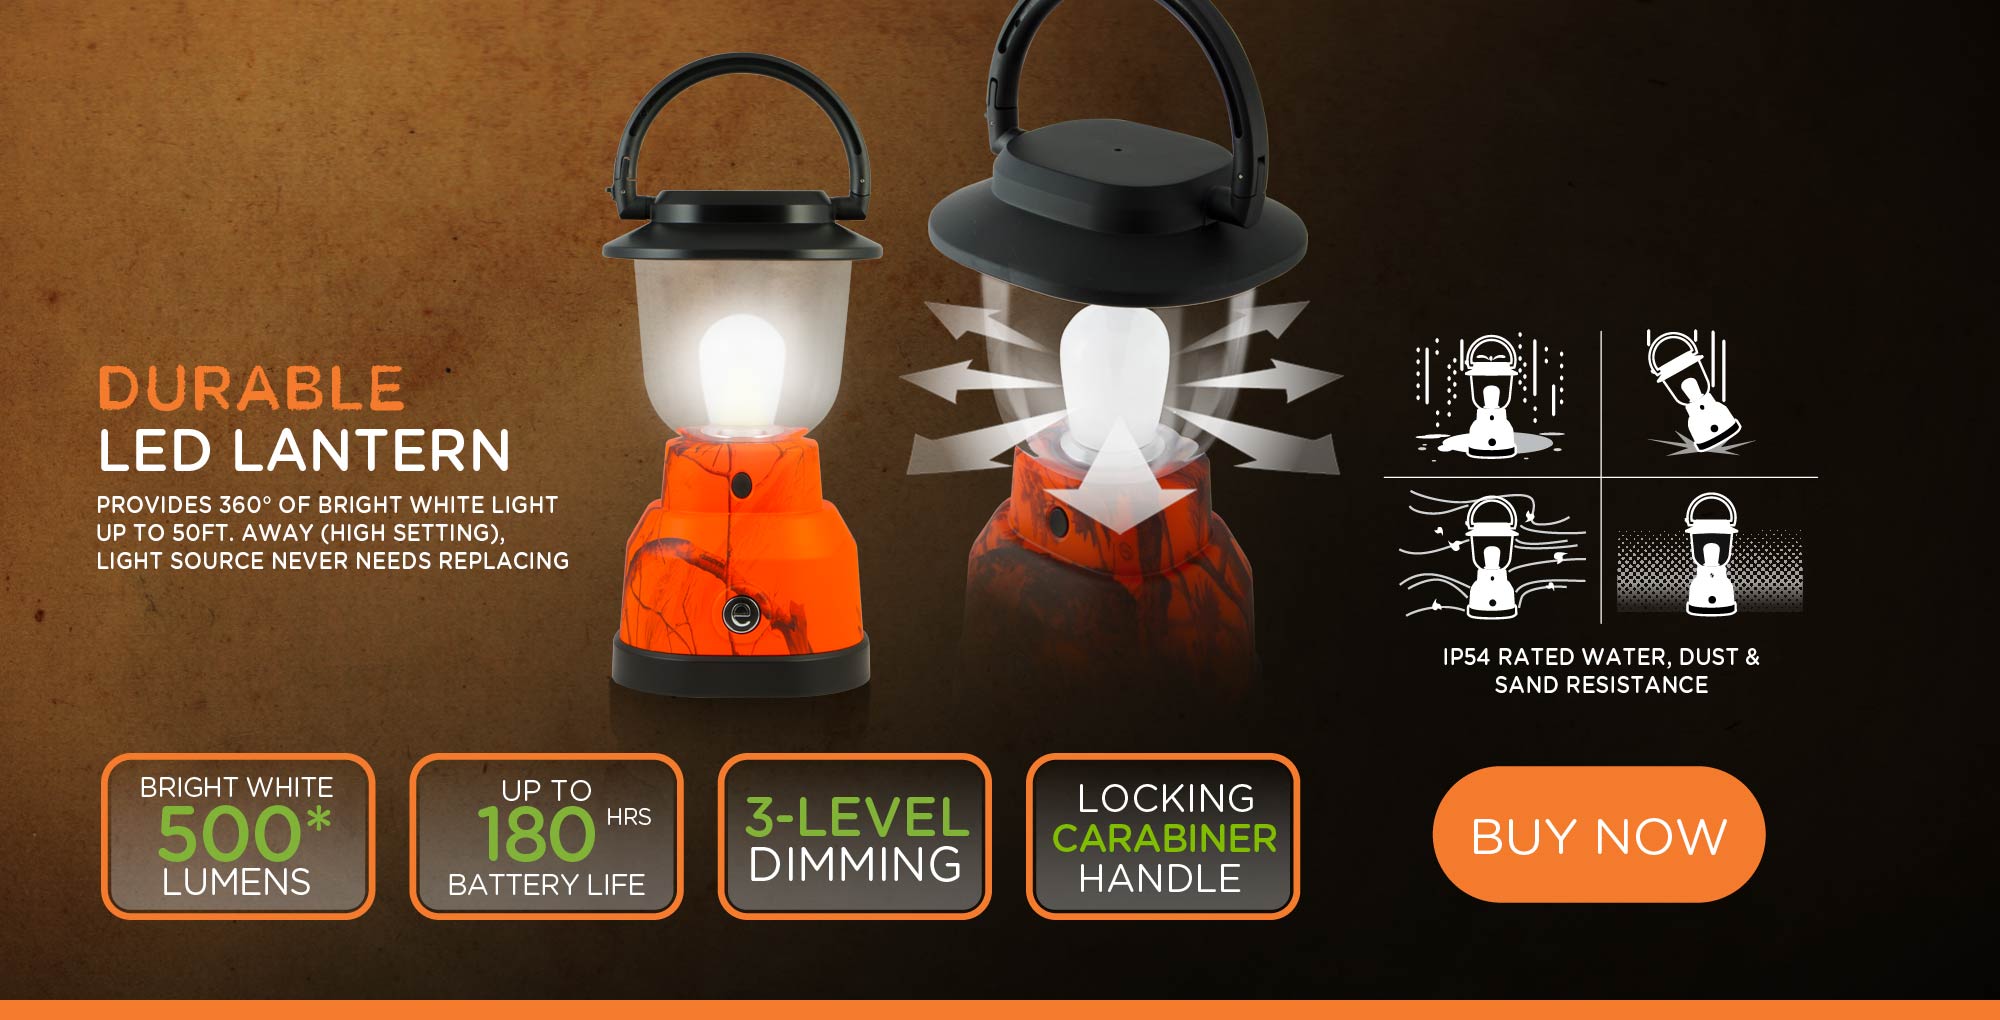 DURABLE
LED LANTERN
PROVIDES 360° OF BRIGHT WHITE LIGHT
UP TO 50FT. AWAY (HIGH SETTING),
LIGHT SOURCE NEVER NEEDS REPLACING
e
IP54 RATED WATER, DUST &
SAND RESISTANCE
BRIGHT WHITE
500*
LUMENS
UP TO
180 HRS
BATTERY LIFE
3-LEVEL
DIMMING
LOCKING
CARABINER
HANDLE
BUY NOW